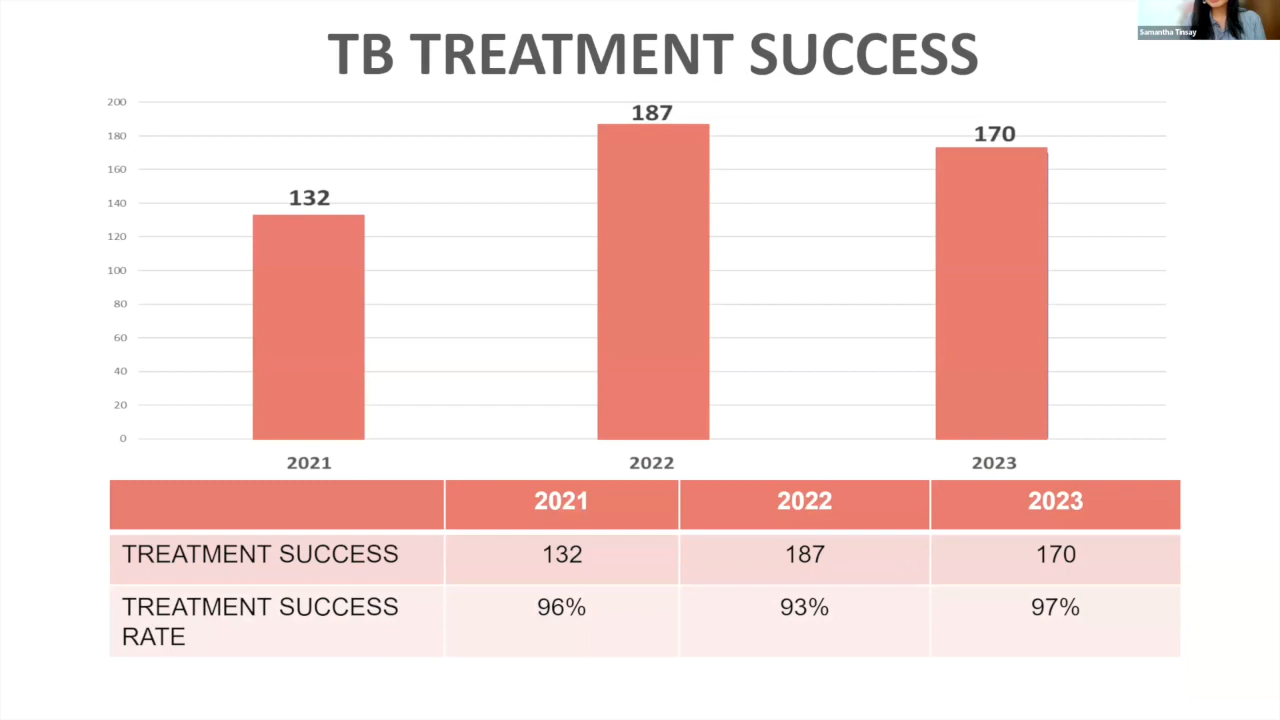 Samantha Tinsay
TB TREATMENT SUCCESS
200
180
160
140
120
100
80
60
40
20
0
132
187
170
2021
2022
2023
2021 2022 2023
TREATMENT SUCCESS 132 187 170
TREATMENT SUCCESS 96% 93% 97%
RATE